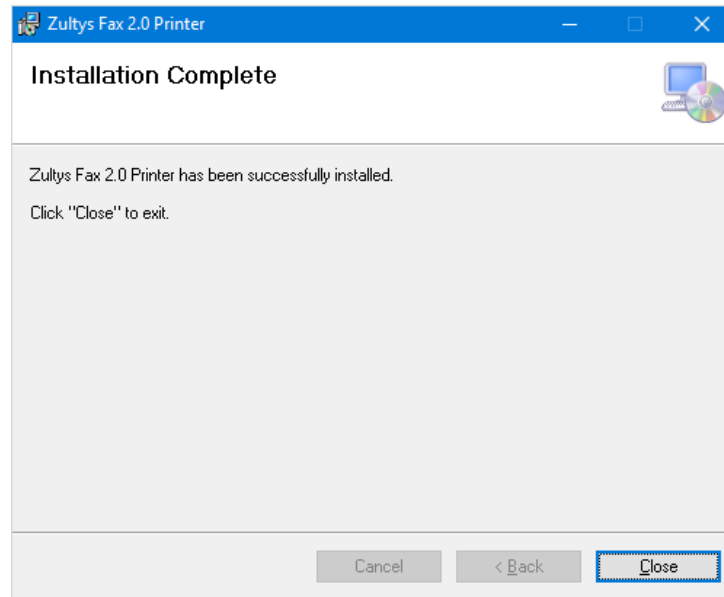 Zultys Fax 2.0 Printer
Installation Complete
Zultys Fax 2.0 Printer has been successfully installed.
Click "Close" to exit.
Cancel
< Back
Close